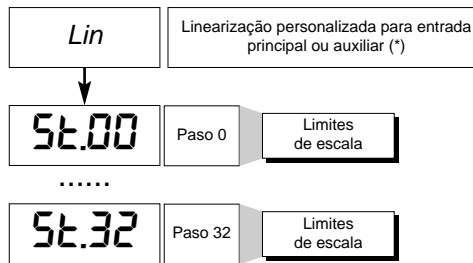 Lin
Linearização personalizada para entrada
principal ou auxiliar (*)
St.00
Paso 0
Limites
de escala
......
St.32
Paso 32
Limites
de escala